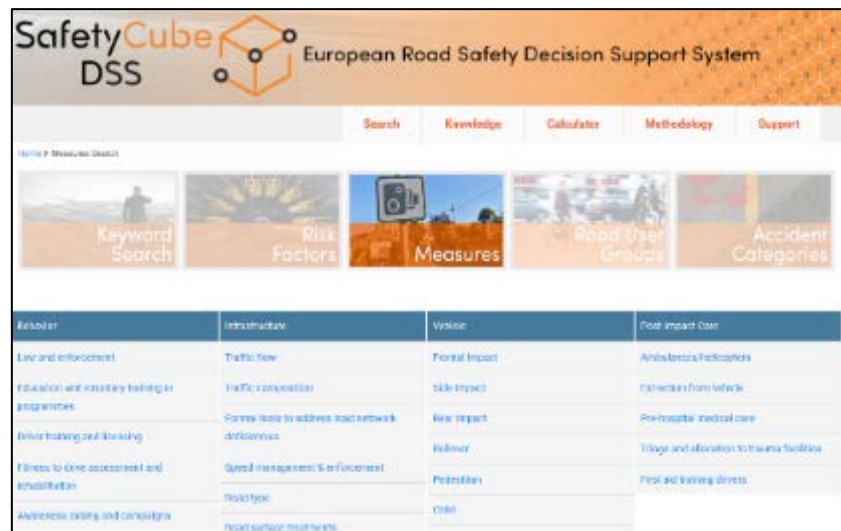 SafetyCube
DSS
European Road Safety Decision Support System
Search Knowledge Calculator Methodology Support
Home > Measures Search
Keyword
Search
Risk
Factors
Measures
Road User
Groups
Accident
Categories
Behavior Infrastructure Vehicle Post Impact Care
Law and enforcement Traffic flow Frontal Impact Ambulances/helicopters
Education and voluntary training or
programmes
Traffic composition Side Impact Extraction from Vehicle
Formal tools to address road network
deficiencies
Rear Impact Pre-hospital medical care
Driver training and licensing
Rollover Triage and allocation to trauma facilities
Fitness to drive assessment and
rehabilitation
Speed management & enforcement
Pedestrian First aid training drivers
Road type
Child
Awareness raising and campaigns
Road surface treatments